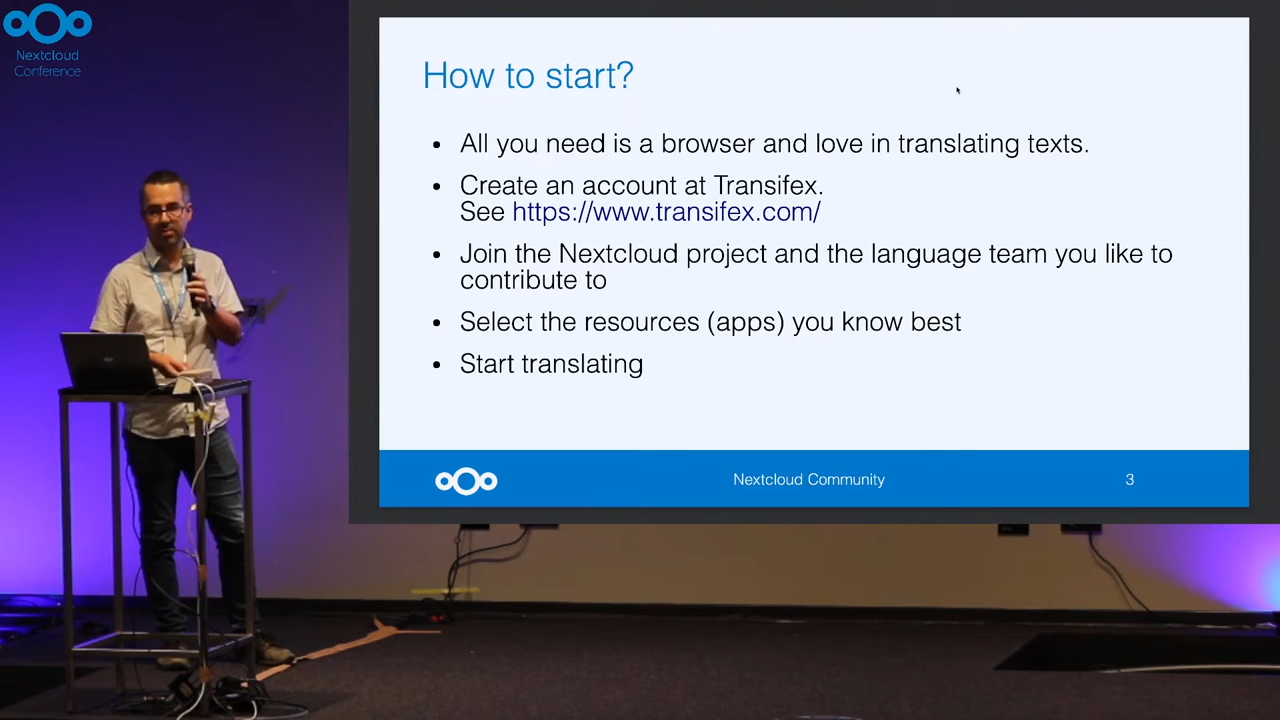 Nextcloud
Conference
How to start?
• All you need is a browser and love in translating texts.
• Create an account at Transifex.
See https://www.transifex.com/
• Join the Nextcloud project and the language team you like to
contribute to
• Select the resources (apps) you know best
• Start translating
Nextcloud Community
3